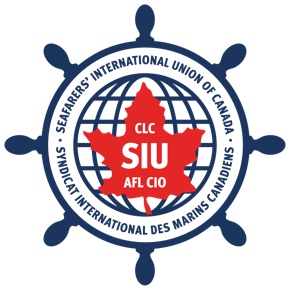 · SEAFARERS' INTERNATIONAL UNION OF CANADA ·
SYNDICAT INTERNATIONAL DES MARINS CANADIENS
CLC
SIU
AFL CIO